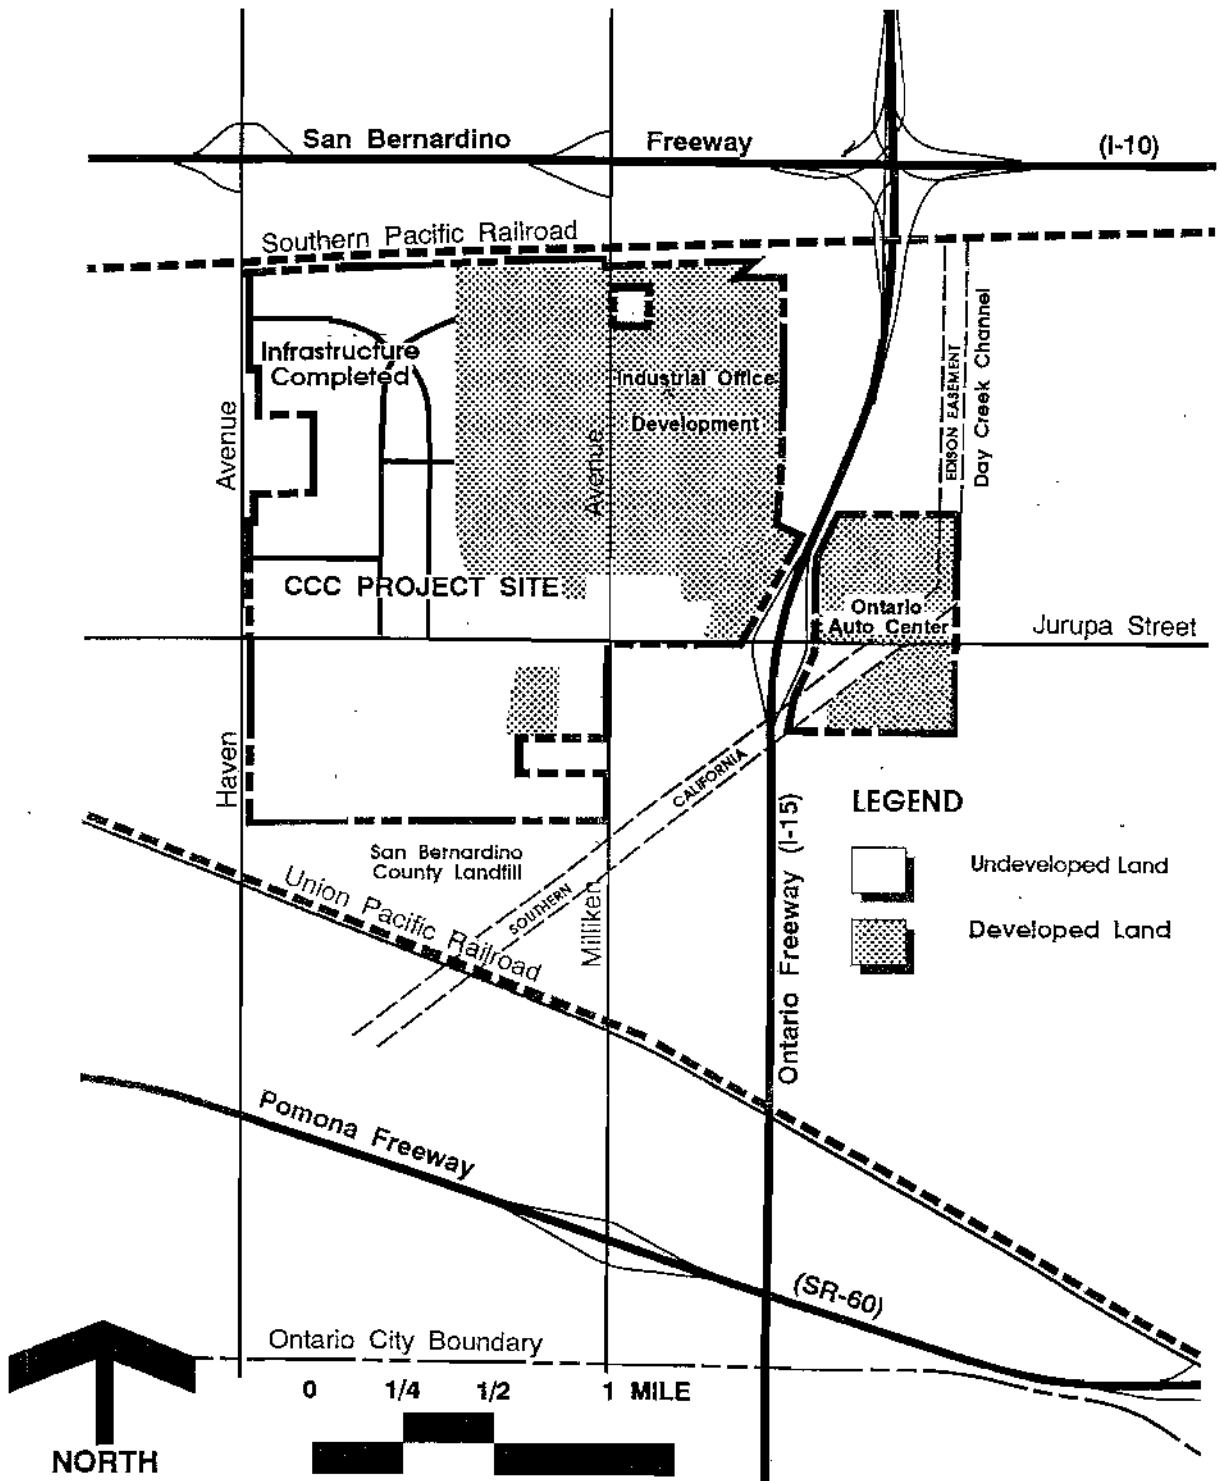 San Bernardino Freeway (I-10)
Southern Pacific Railroad
Infrastructure
Completed
Industrial Office
Development
EDISON EASEMENT
Day Creek Channel
Avenue
Avenue
CCC PROJECT SITE
Ontario
Auto Center
Jurupa Street
Haven
CALIFORNIA
LEGEND
Undeveloped Land
Developed Land
San Bernardino
County Landfill
Union Pacific Railroad
SOUTHERN
Milliken
Ontario Freeway (I-15)
Pomona Freeway
(SR-60)
Ontario City Boundary
0 1/4 1/2 1 MILE
NORTH